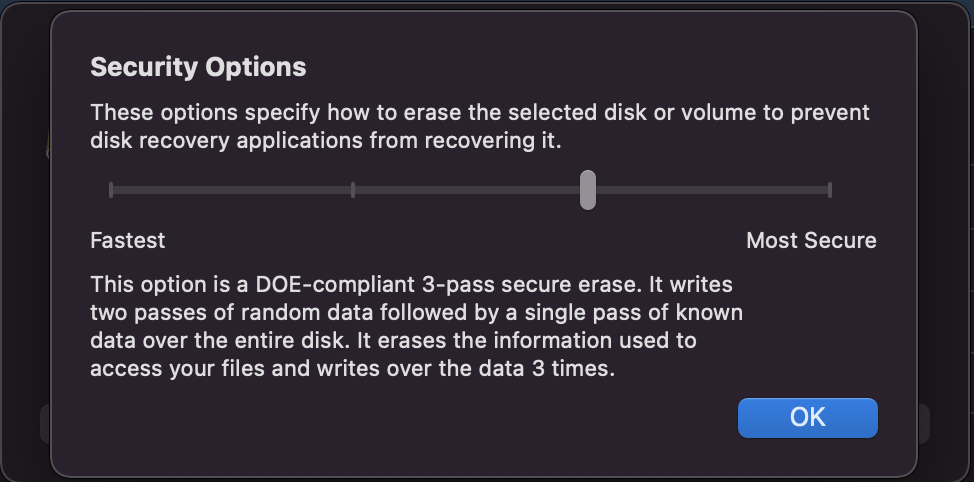 Security Options
These options specify how to erase the selected disk or volume to prevent
disk recovery applications from recovering it.
Fastest
Most Secure
This option is a DOE-compliant 3-pass secure erase. It writes
two passes of random data followed by a single pass of known
data over the entire disk. It erases the information used to
access your files and writes over the data 3 times.
OK